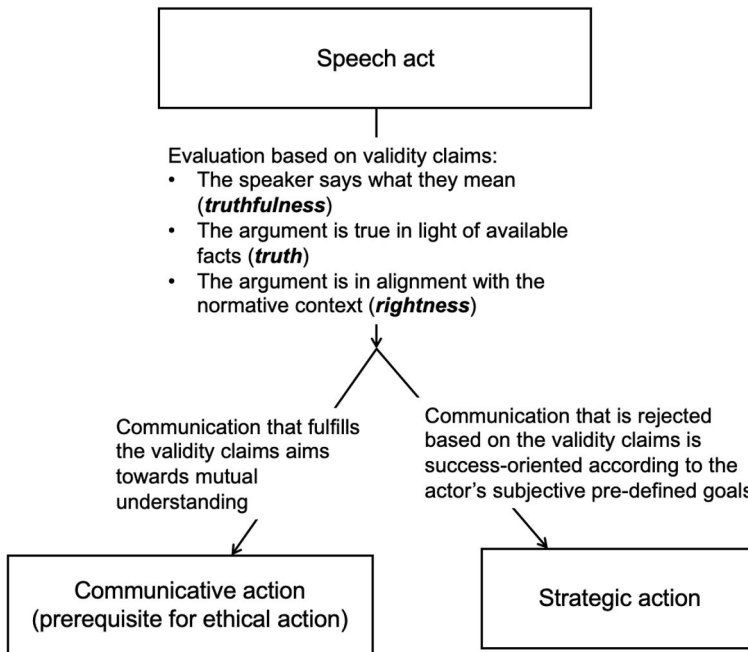 Speech act
Evaluation based on validity claims:
• The speaker says what they mean
(truthfulness)
• The argument is true in light of available
facts (truth)
• The argument is in alignment with the
normative context (rightness)
Communication that fulfills
the validity claims aims
towards mutual
understanding
Communication that is rejected
based on the validity claims is
success-oriented according to the
actor's subjective pre-defined goals
Communicative action
(prerequisite for ethical action)
Strategic action